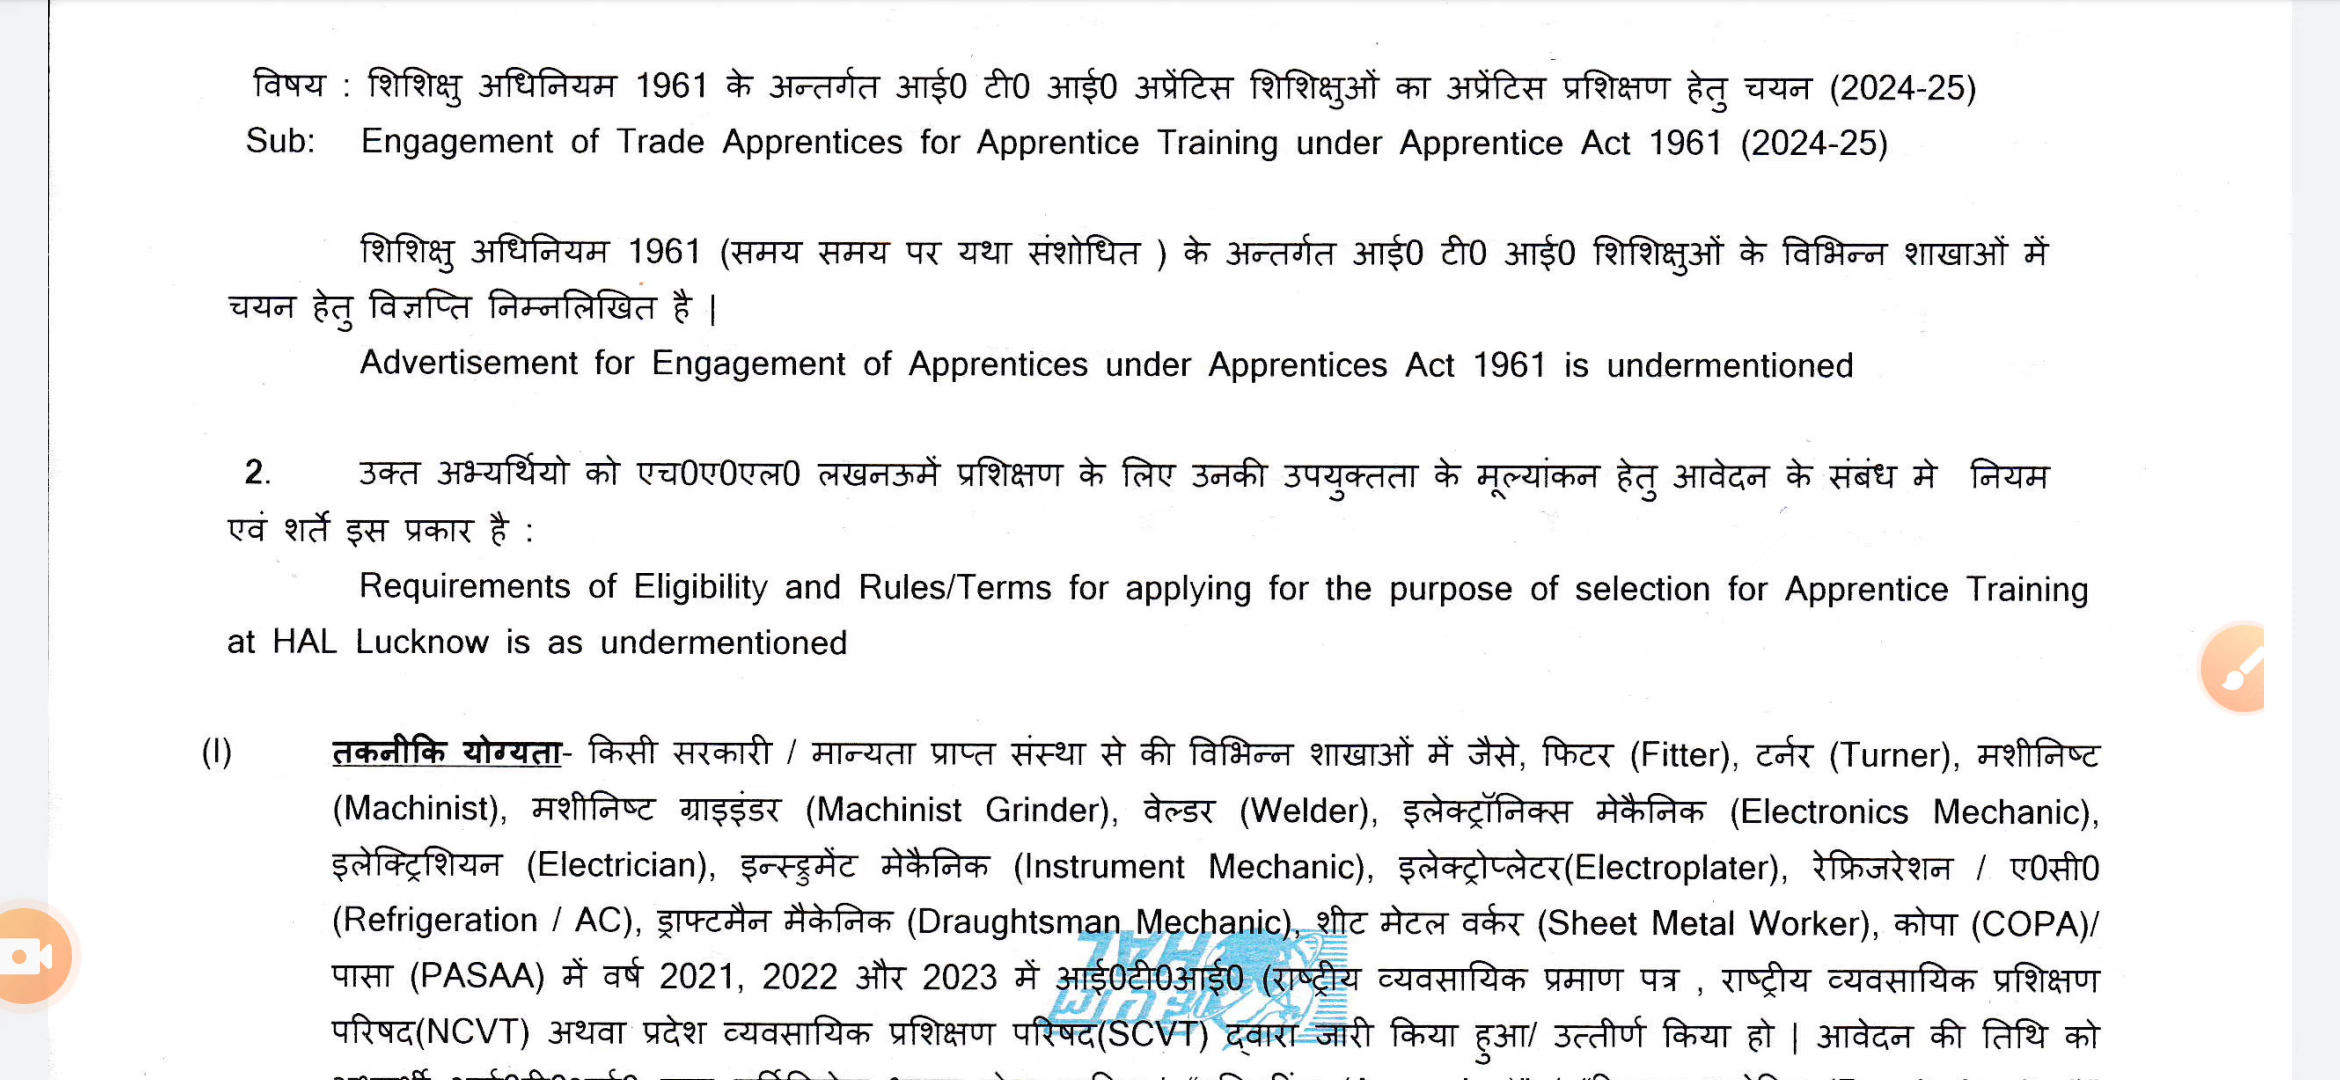 विषय : शिशिक्षु अधिनियम 1961 के अन्तर्गत आई0 टी0 आई0 अप्रेंटिस शिशिक्षुओं का अप्रेंटिस प्रशिक्षण हेतु चयन (2024-25)
Sub: Engagement of Trade Apprentices for Apprentice Training under Apprentice Act 1961 (2024-25)
शिशिक्षु अधिनियम 1961 (समय समय पर यथा संशोधित ) के अन्तर्गत आई0 टी0 आई0 शिशिक्षुओं के विभिन्न शाखाओं में
चयन हेतु विज्ञप्ति निम्नलिखित है |
Advertisement for Engagement of Apprentices under Apprentices Act 1961 is undermentioned
2. उक्त अभ्यर्थियो को एच0ए0एल0 लखनऊमें प्रशिक्षण के लिए उनकी उपयुक्तता के मूल्यांकन हेतु आवेदन के संबंध मे नियम
एवं शर्ते इस प्रकार है :
Requirements of Eligibility and Rules/Terms for applying for the purpose of selection for Apprentice Training
at HAL Lucknow is as undermentioned
(I) तकनीकि योग्यता- किसी सरकारी / मान्यता प्राप्त संस्था से की विभिन्न शाखाओं में जैसे, फिटर (Fitter), टर्नर (Turner), मशीनिष्ट
(Machinist), मशीनिष्ट ग्राइइंडर (Machinist Grinder), वेल्डर (Welder), इलेक्ट्रॉनिक्स मेकैनिक (Electronics Mechanic),
इलेक्ट्रिशियन (Electrician), इन्स्ट्रुमेंट मेकैनिक (Instrument Mechanic), इलेक्ट्रोप्लेटर(Electroplater), रेफ्रिजरेशन / ए0सी0
(Refrigeration / AC), ड्राफ्टमैन मैकेनिक (Draughtsman Mechanic), शीट मेटल वर्कर (Sheet Metal Worker), कोपा (COPA)/
पासा (PASAA) में वर्ष 2021, 2022 और 2023 में आई0टी0आई0 (राष्ट्रीय व्यवसायिक प्रमाण पत्र , राष्ट्रीय व्यवसायिक प्रशिक्षण
परिषद(NCVT) अथवा प्रदेश व्यवसायिक प्रशिक्षण परिषद(SCVT) द्वारा जारी किया हुआ/ उत्तीर्ण किया हो | आवेदन की तिथि को